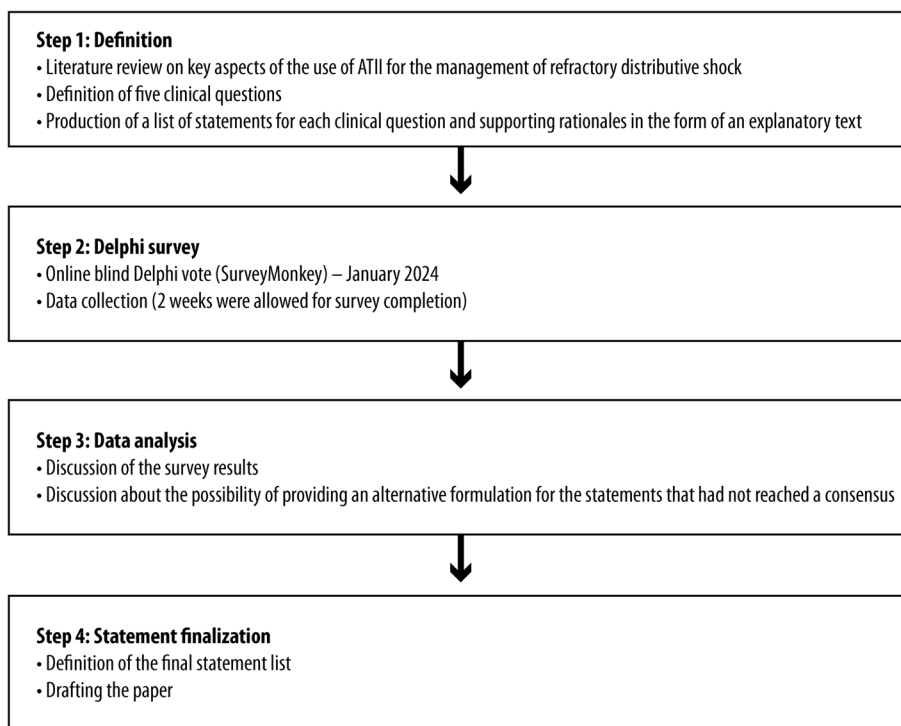 Step 1: Definition
• Literature review on key aspects of the use of ATII for the management of refractory distributive shock
• Definition of five clinical questions
• Production of a list of statements for each clinical question and supporting rationales in the form of an explanatory text
Step 2: Delphi survey
• Online blind Delphi vote (SurveyMonkey) – January 2024
• Data collection (2 weeks were allowed for survey completion)
Step 3: Data analysis
• Discussion of the survey results
• Discussion about the possibility of providing an alternative formulation for the statements that had not reached a consensus
Step 4: Statement finalization
• Definition of the final statement list
• Drafting the paper